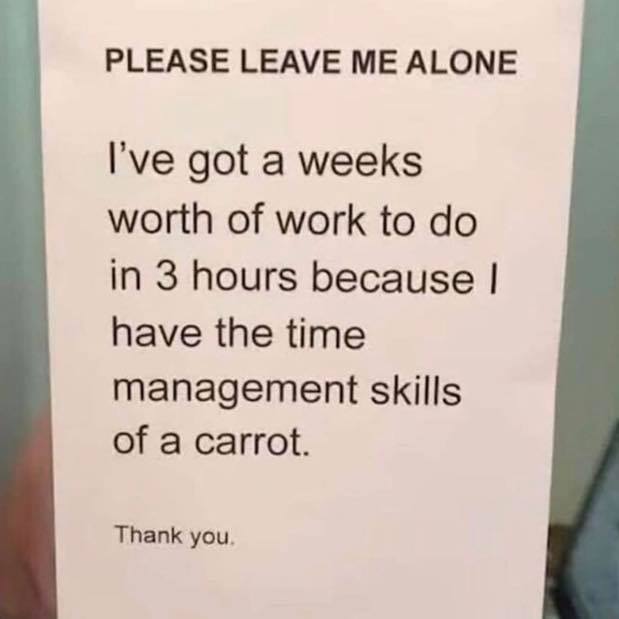 PLEASE LEAVE ME ALONE
I've got a weeks
worth of work to do
in 3 hours because I
have the time
management skills
of a carrot.
Thank you.